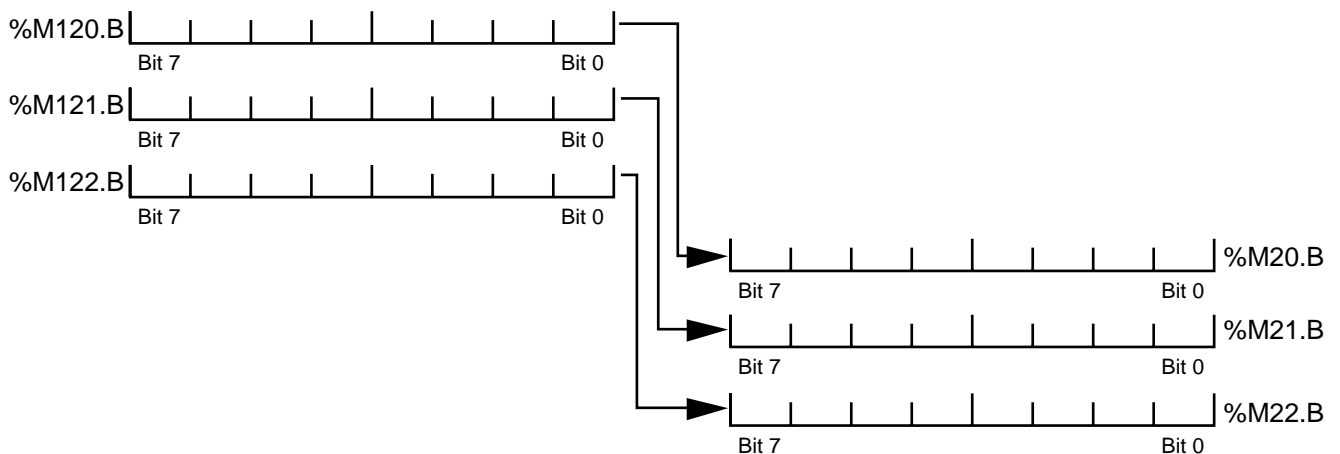 %M120.B
Bit 7 Bit 0
%M121.B
Bit 7 Bit 0
%M122.B
Bit 7 Bit 0
%M20.B
Bit 7 Bit 0
%M21.B
Bit 7 Bit 0
%M22.B
Bit 7 Bit 0